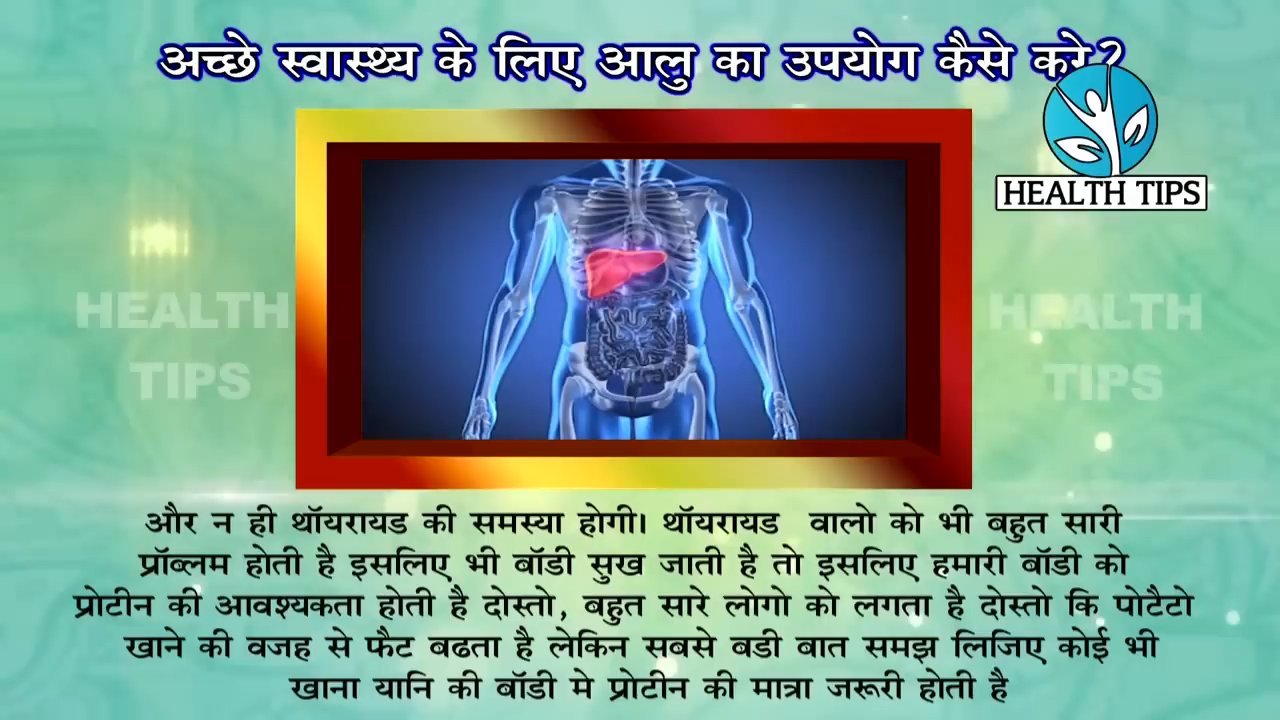 अच्छे स्वास्थ्य के लिए आलु का उपयोग कैसे करे?
HEALTH TIPS
HEALTH
TIPS
HEALTH
TIPS
और न ही थॉयरायड की समस्या होगी। थॉयरायड वालो को भी बहुत सारी
प्रॉब्लम होती है इसलिए भी बॉडी सुख जाती है तो इसलिए हमारी बॉडी को
प्रोटीन की आवश्यकता होती है दोस्तो, बहुत सारे लोगो को लगता है दोस्तो कि पोटैटो
खाने की वजह से फैट बढता है लेकिन सबसे बडी बात समझ लिजिए कोई भी
खाना यानि की बॉडी मे प्रोटीन की मात्रा जरूरी होती है